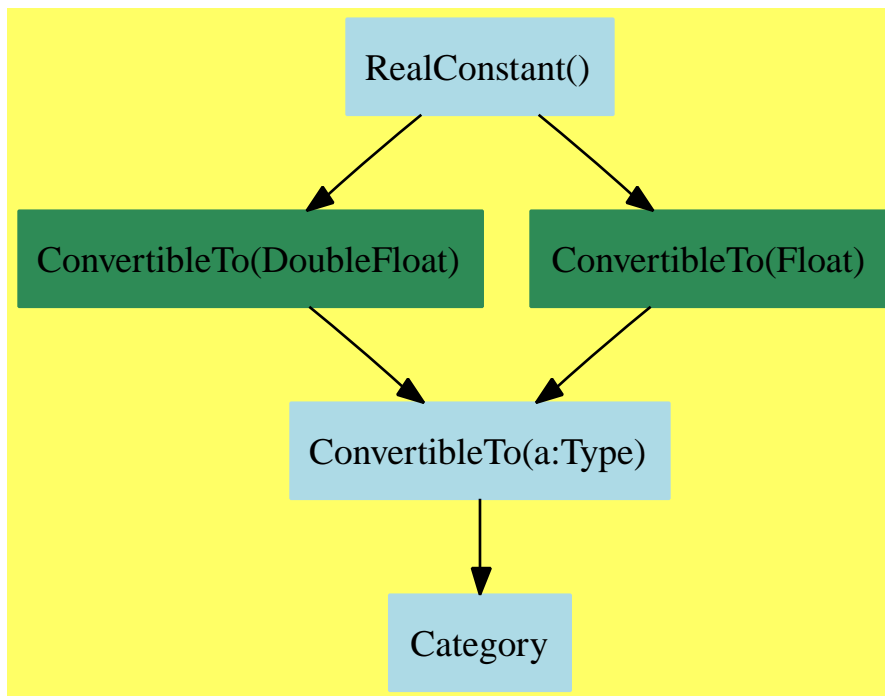 RealConstant()
ConvertibleTo(DoubleFloat)
ConvertibleTo(Float)
ConvertibleTo(a:Type)
Category